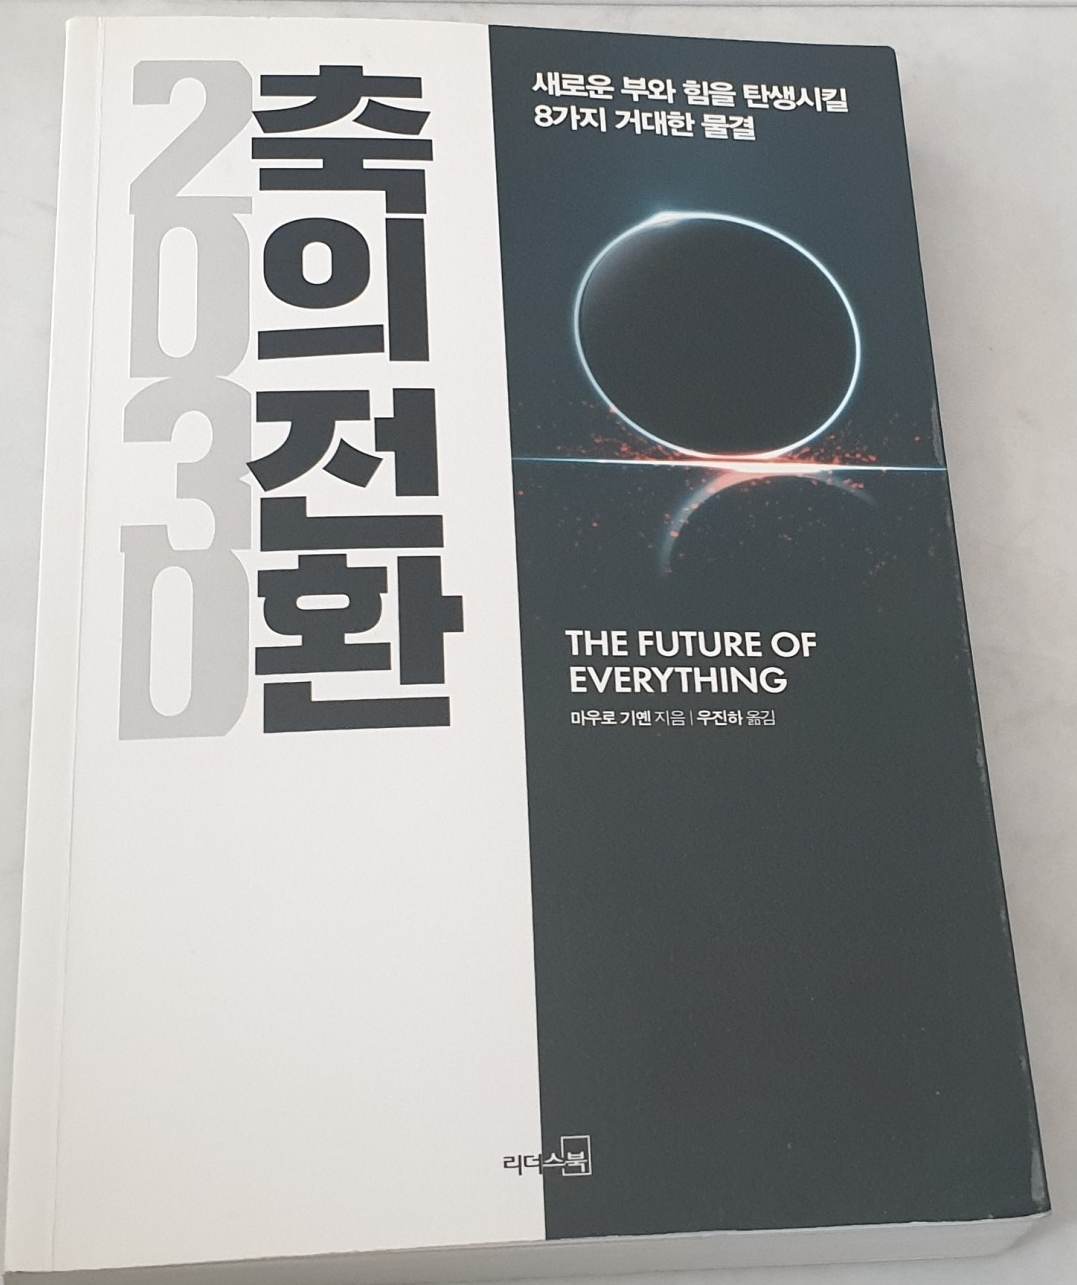 2030
축의 전환
새로운 부와 힘을 탄생시킬
8가지 거대한 물결
THE FUTURE OF
EVERYTHING
마우로 기옌 지음 | 우진하 옮김
리더스북